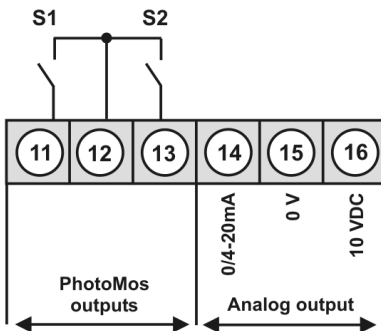 S1 S2
11 12 13 14 15 16
0/4-20mA
0 V
10 VDC
PhotoMos
outputs
Analog output